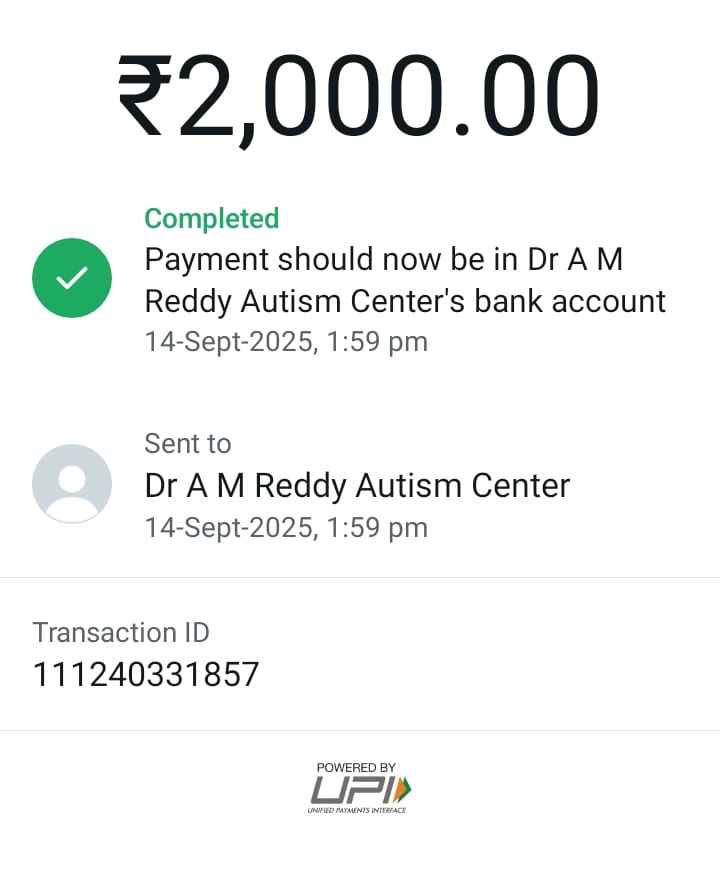 ₹2,000.00
Completed
Payment should now be in Dr A M
Reddy Autism Center's bank account
14-Sept-2025, 1:59 pm
Sent to
Dr A M Reddy Autism Center
14-Sept-2025, 1:59 pm
Transaction ID
111240331857
POWERED BY
UPI
UNIFIED PAYMENTS INTERFACE